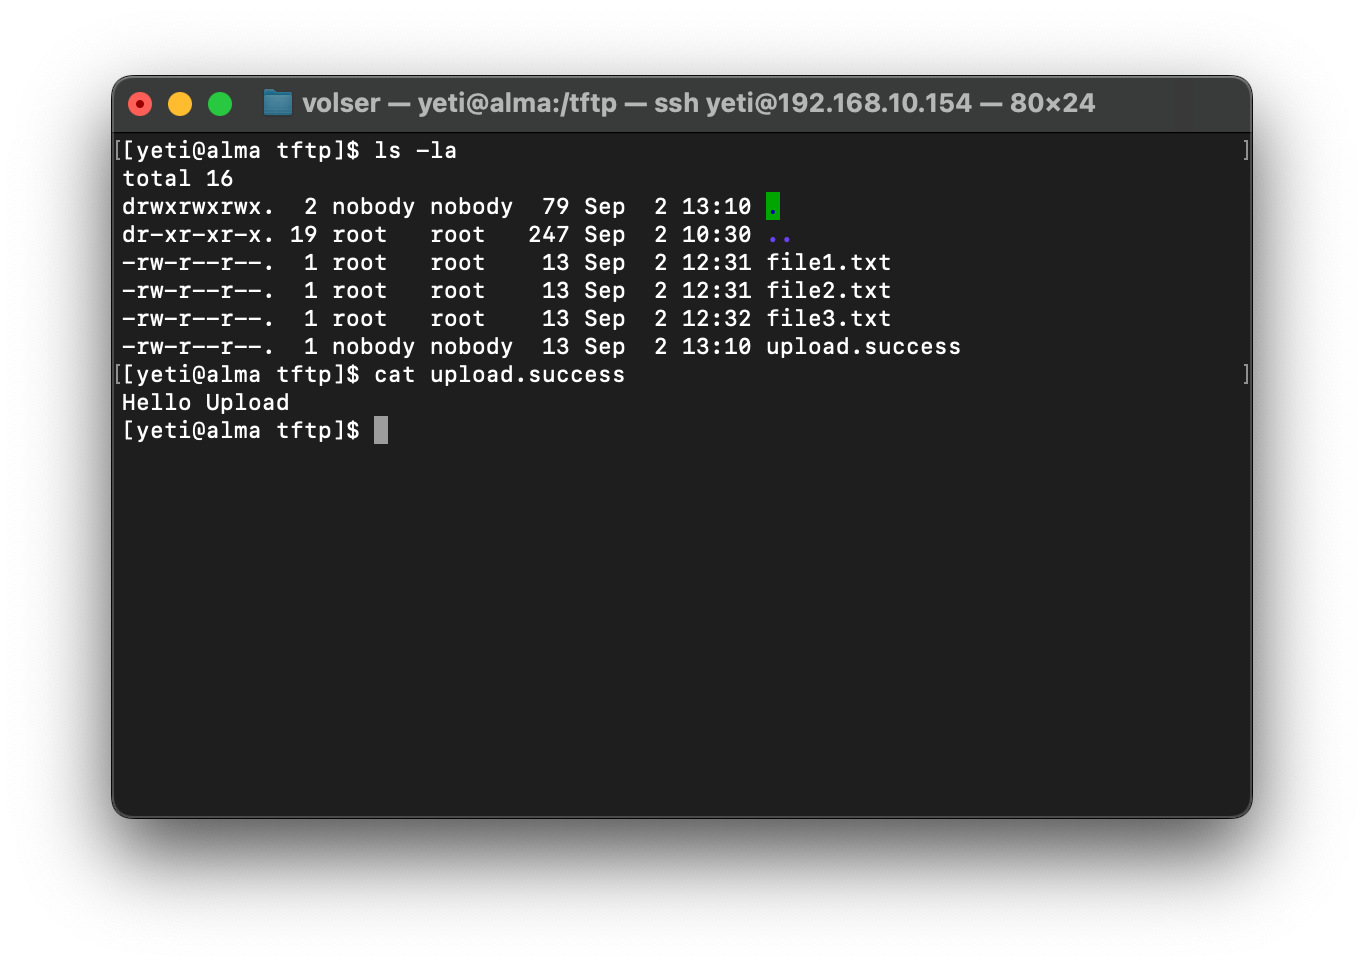 volser — yeti@alma:/tftp — ssh yeti@192.168.10.154 — 80×24
[[yeti@alma tftp]$ ls -la ]
total 16
drwxrwxrwx.  2 nobody nobody  79 Sep  2 13:10 .
dr-xr-xr-x. 19 root   root   247 Sep  2 10:30 ..
-rw-r--r--.  1 root   root    13 Sep  2 12:31 file1.txt
-rw-r--r--.  1 root   root    13 Sep  2 12:31 file2.txt
-rw-r--r--.  1 root   root    13 Sep  2 12:32 file3.txt
-rw-r--r--.  1 nobody nobody  13 Sep  2 13:10 upload.success
[[yeti@alma tftp]$ cat upload.success ]
Hello Upload
[yeti@alma tftp]$